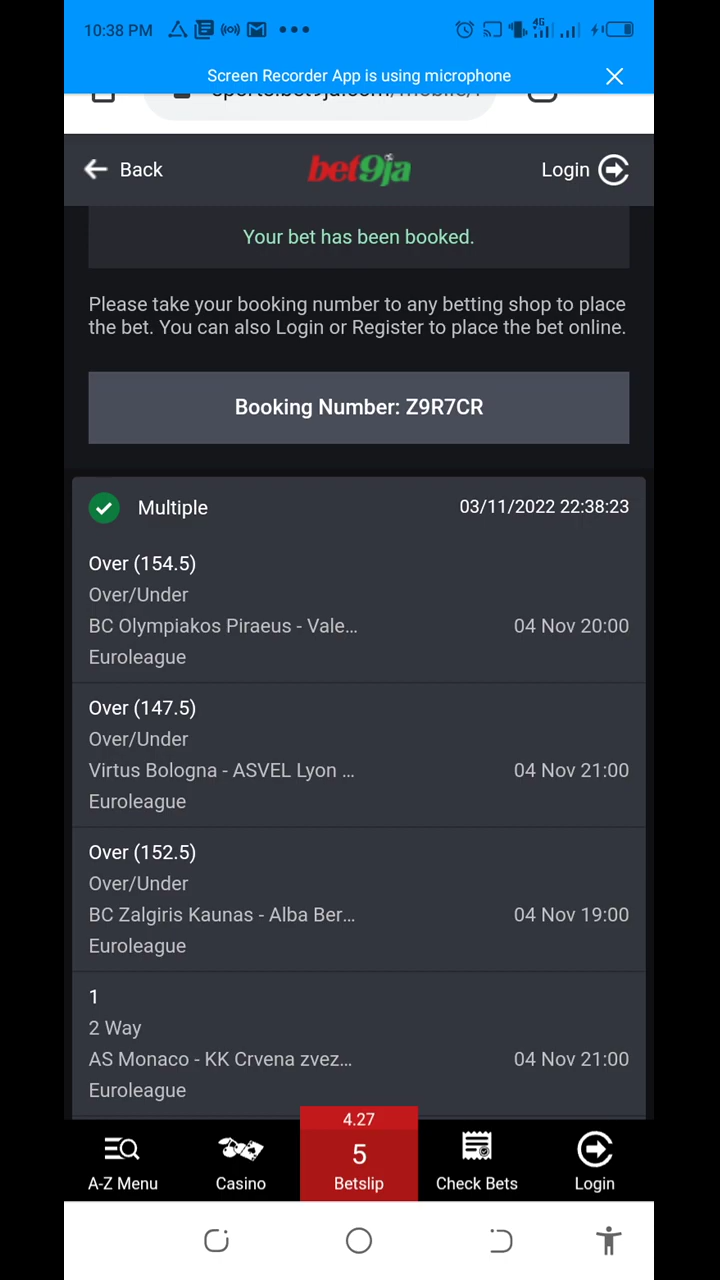 10:38 PM
4G
Screen Recorder App is using microphone
Back
bet9ja
Login
Your bet has been booked.
Please take your booking number to any betting shop to place
the bet. You can also Login or Register to place the bet online.
Booking Number: Z9R7CR
Multiple
03/11/2022 22:38:23
Over (154.5)
Over/Under
BC Olympiakos Piraeus - Vale...
04 Nov 20:00
Euroleague
Over (147.5)
Over/Under
Virtus Bologna - ASVEL Lyon ...
04 Nov 21:00
Euroleague
Over (152.5)
Over/Under
BC Zalgiris Kaunas - Alba Ber...
04 Nov 19:00
Euroleague
1
2 Way
AS Monaco - KK Crvena zvez...
04 Nov 21:00
Euroleague
4.27
5
A-Z Menu
Casino
Betslip
Check Bets
Login